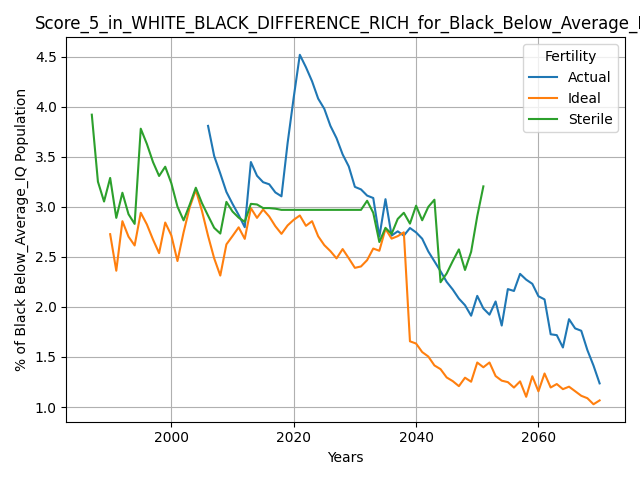 Score_5_in_WHITE_BLACK_DIFFERENCE_RICH_for_Black_Below_Average_
% of Black Below_Average_IQ Population
Fertility
Actual
Ideal
Sterile
4.5
4.0
3.5
3.0
2.5
2.0
1.5
1.0
2000
2020
2040
2060
Years